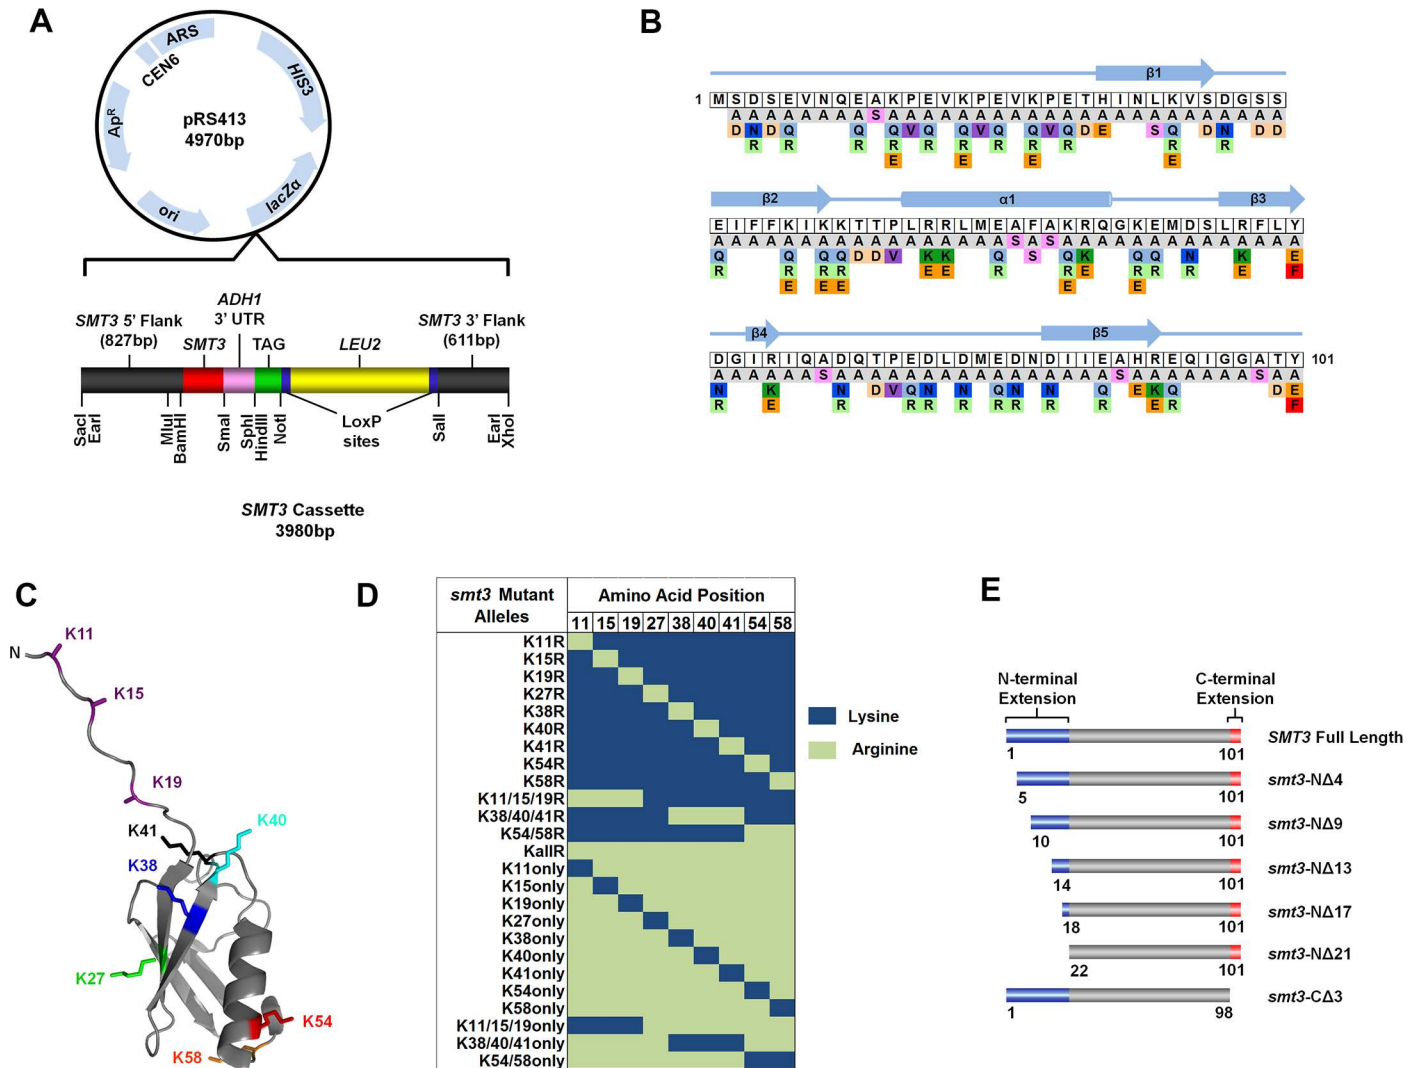 A
ARS
CEN6
HIS3
Ap^R
pRS413
4970bp
ori
lacZα
SMT3 5' Flank
(827bp)
SMT3
ADH1
3' UTR
TAG
LEU2
SMT3 3' Flank
(611bp)
SacI
EarI
MluI
BamHI
SmaI
SphI
HindIII
NotI
LoxP
sites
SalI
EarI
XhoI
SMT3 Cassette
3980bp
B
β1
1 M S D S E V N Q E A K P E V K P E V K P E T H I N L K V S D G S S
A A A A A A A A S A A A A A A A A A A A A A A A A A A A A A A A
D N D Q Q Q V Q Q V Q Q V Q D E S Q D N D D
R R R R R R R R R R R
E E E E
β2 α1 β3
E I F F K I K K T T P L R R L M E A F A K R Q G K E M D S L R F L Y
A A A A A A A A A A A A A A A A A S A S A A A A A A A A A A A A A A
Q Q Q Q D D V K K Q S Q K Q Q N K E
R R R R E E R R E R R R E F
E E E E E
β4 β5
D G I R I Q A D Q T P E D L D M E D N D I I E A H R E Q I G G A T Y 101
A A A A A A S A A A A A A A A A A A A A A A A S A A A A A A A S A A
N K N D V Q N N Q N N Q E K Q D E
R E R R R R R R R R E R F
C
N
K11
K15
K19
K41
K40
K38
K27
K54
K58
D
smt3 Mutant
Alleles
Amino Acid Position
11 15 19 27 38 40 41 54 58
K11R
K15R
K19R
K27R
K38R
K40R
K41R
K54R
K58R
K11/15/19R
K38/40/41R
K54/58R
KallR
K11only
K15only
K19only
K27only
K38only
K40only
K41only
K54only
K58only
K11/15/19only
K38/40/41only
K54/58only
Lysine
Arginine
E
N-terminal
Extension
C-terminal
Extension
SMT3 Full Length
1 101
smt3-NΔ4
5 101
smt3-NΔ9
10 101
smt3-NΔ13
14 101
smt3-NΔ17
18 101
smt3-NΔ21
22 101
smt3-CΔ3
1 98